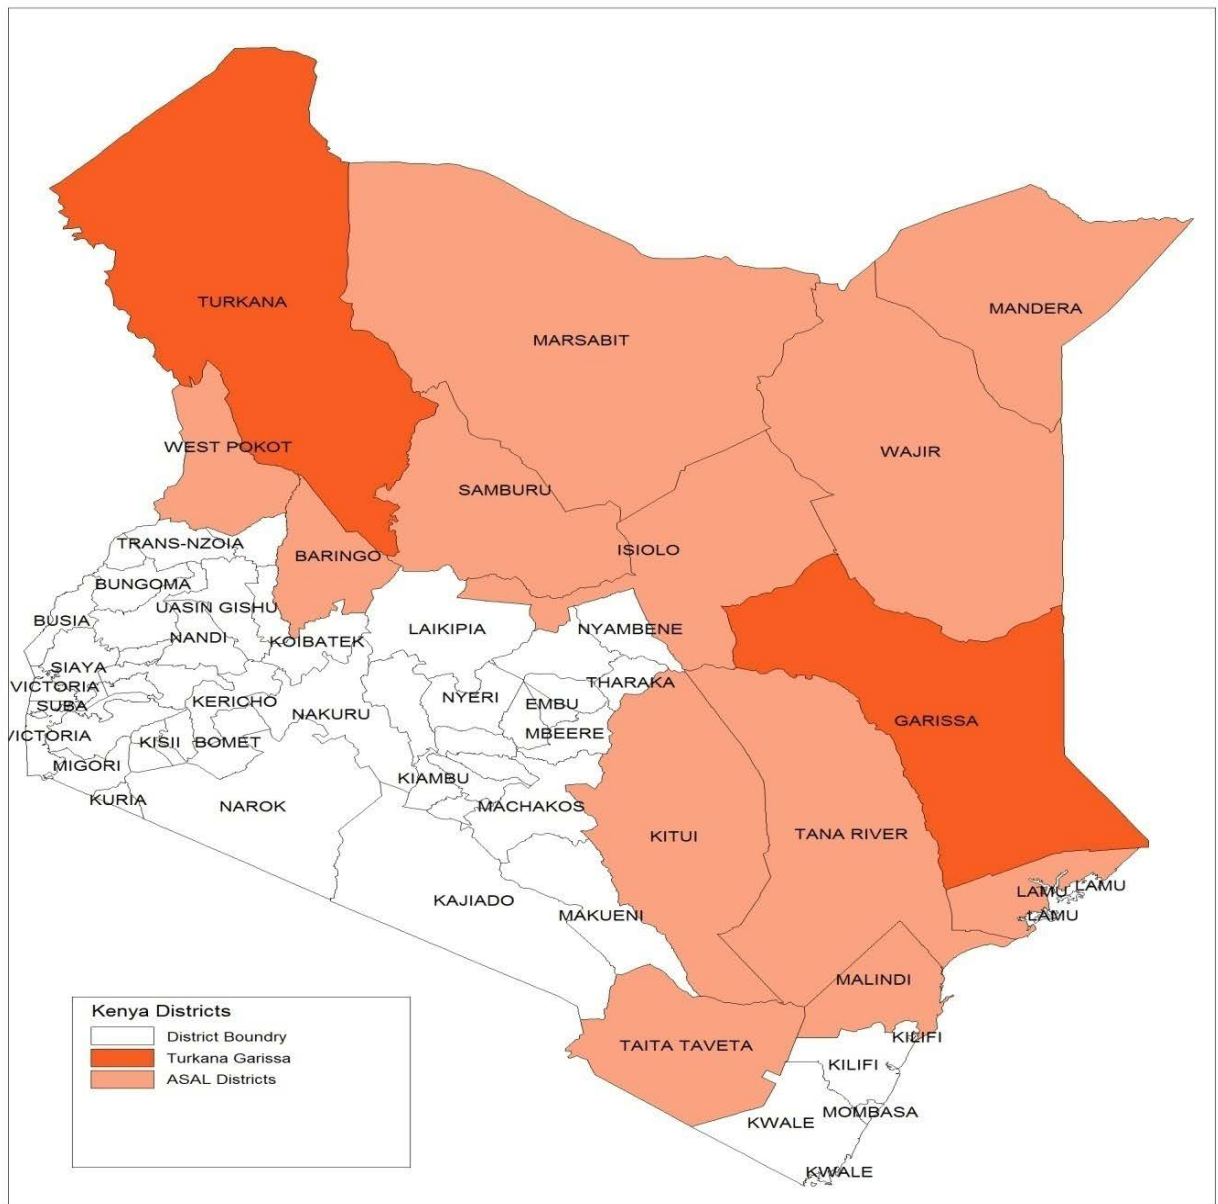 TURKANA
MANDERA
MARSABIT
WEST POKOT
WAJIR
SAMBURU
TRANS-NZOIA
BARINGO
ISIOLO
BUNGOMA
UASIN GISHU
BUSIA
LAIKIPIA
NYAMBENE
NANDI
KOIBATEK
SIAYA
VICTORIA
THARAKA
SUBA
KERICHO
NYERI
EMBU
NAKURU
GARISSA
VICTORIA
KISII
BOMET
MBEERE
MIGORI
KIAMBU
KURIA
NAROK
MACHAKOS
KITUI
TANA RIVER
KAJIADO
LAMU
LAMU
MAKUENI
LAMU
MALINDI
Kenya Districts
District Boundry
Turkana Garissa
ASAL Districts
TAITA TAVETA
KILIFI
KILIFI
MOMBASA
KWALE
KWALE